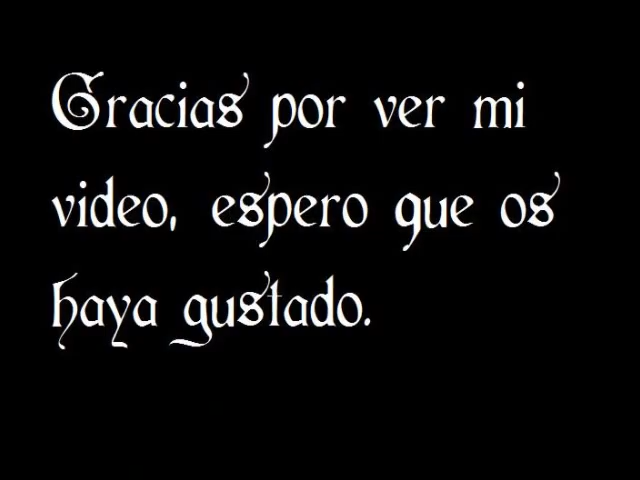 Gracias por ver mi
video, espero que os
haya gustado.